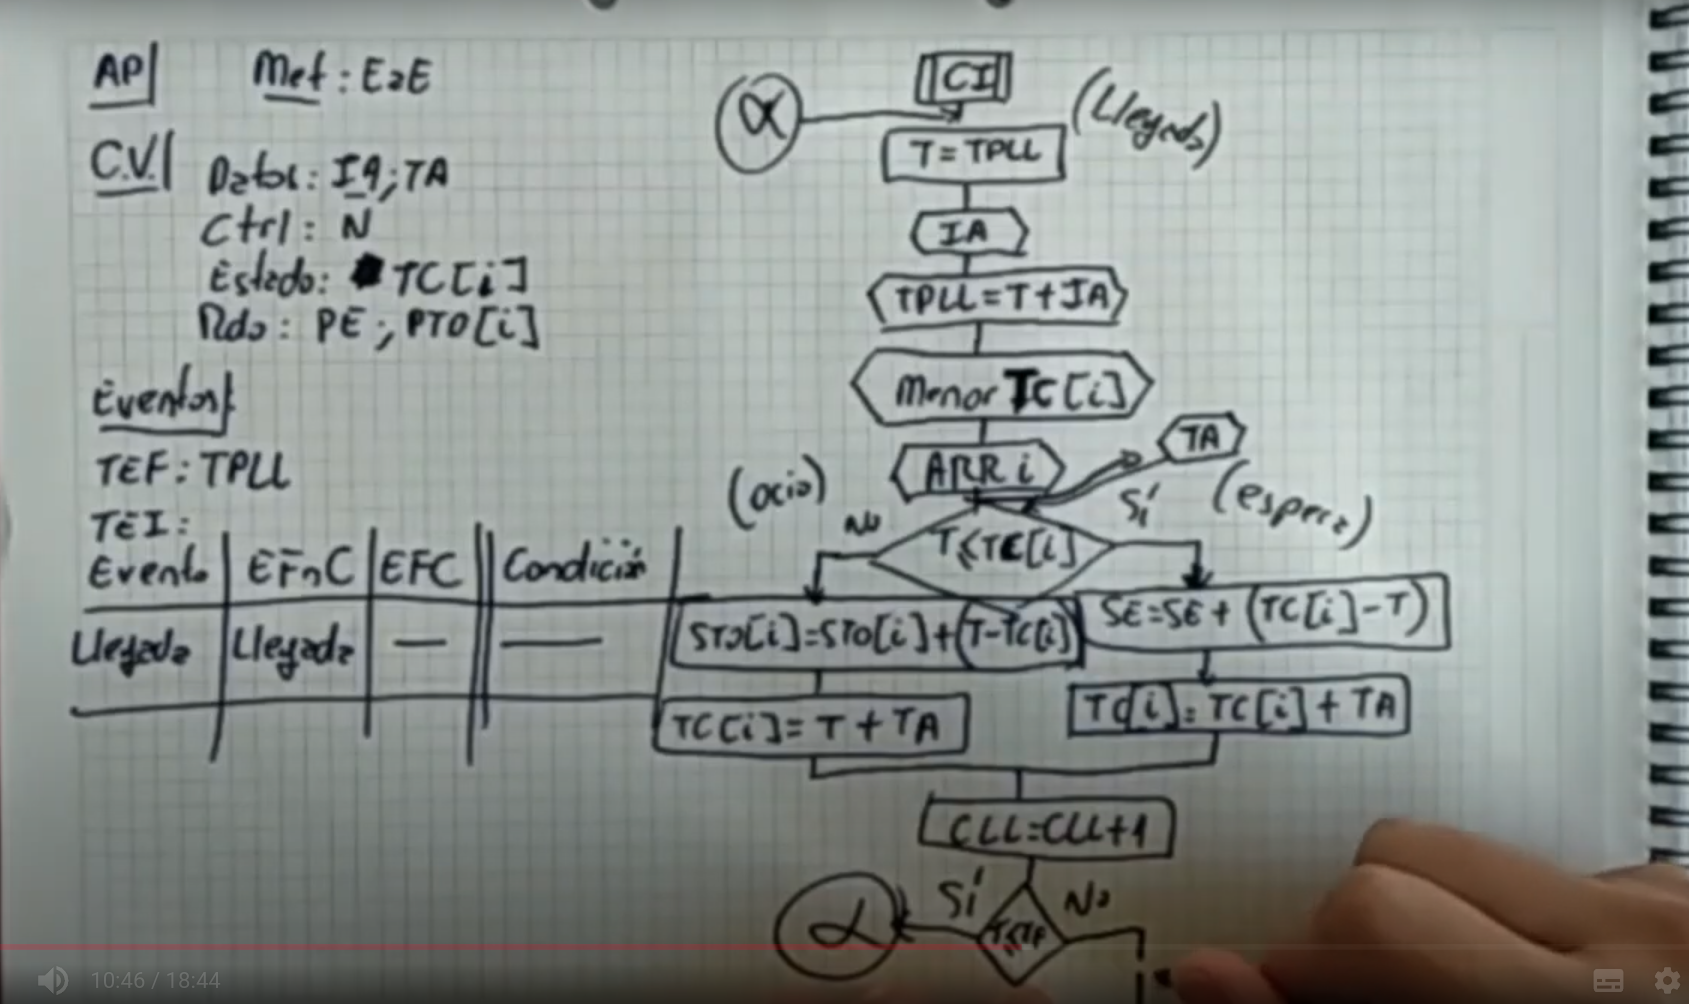 AP
Met: EaE
C.V.
Datos: IA; TA
Ctrl: N
Estado: TC[i]
Rdo: PE; PTO[i]
Eventos
TEF: TPLL
TEI:
Evento EFnC EFC Condición
Llegada Llegada — —
CI
α
(Llegada)
T = TPLL
IA
TPLL = T + IA
Menor TC[i]
ARR i
TA
(ocio)
No
Sí
(espera)
T ≤ TC[i]
STO[i] = STO[i] + (T - TC[i])
SE = SE + (TC[i] - T)
TC[i] = T + TA
TC[i] = TC[i] + TA
CLL = CLL + 1
α
Sí
No
10:46 / 18:44